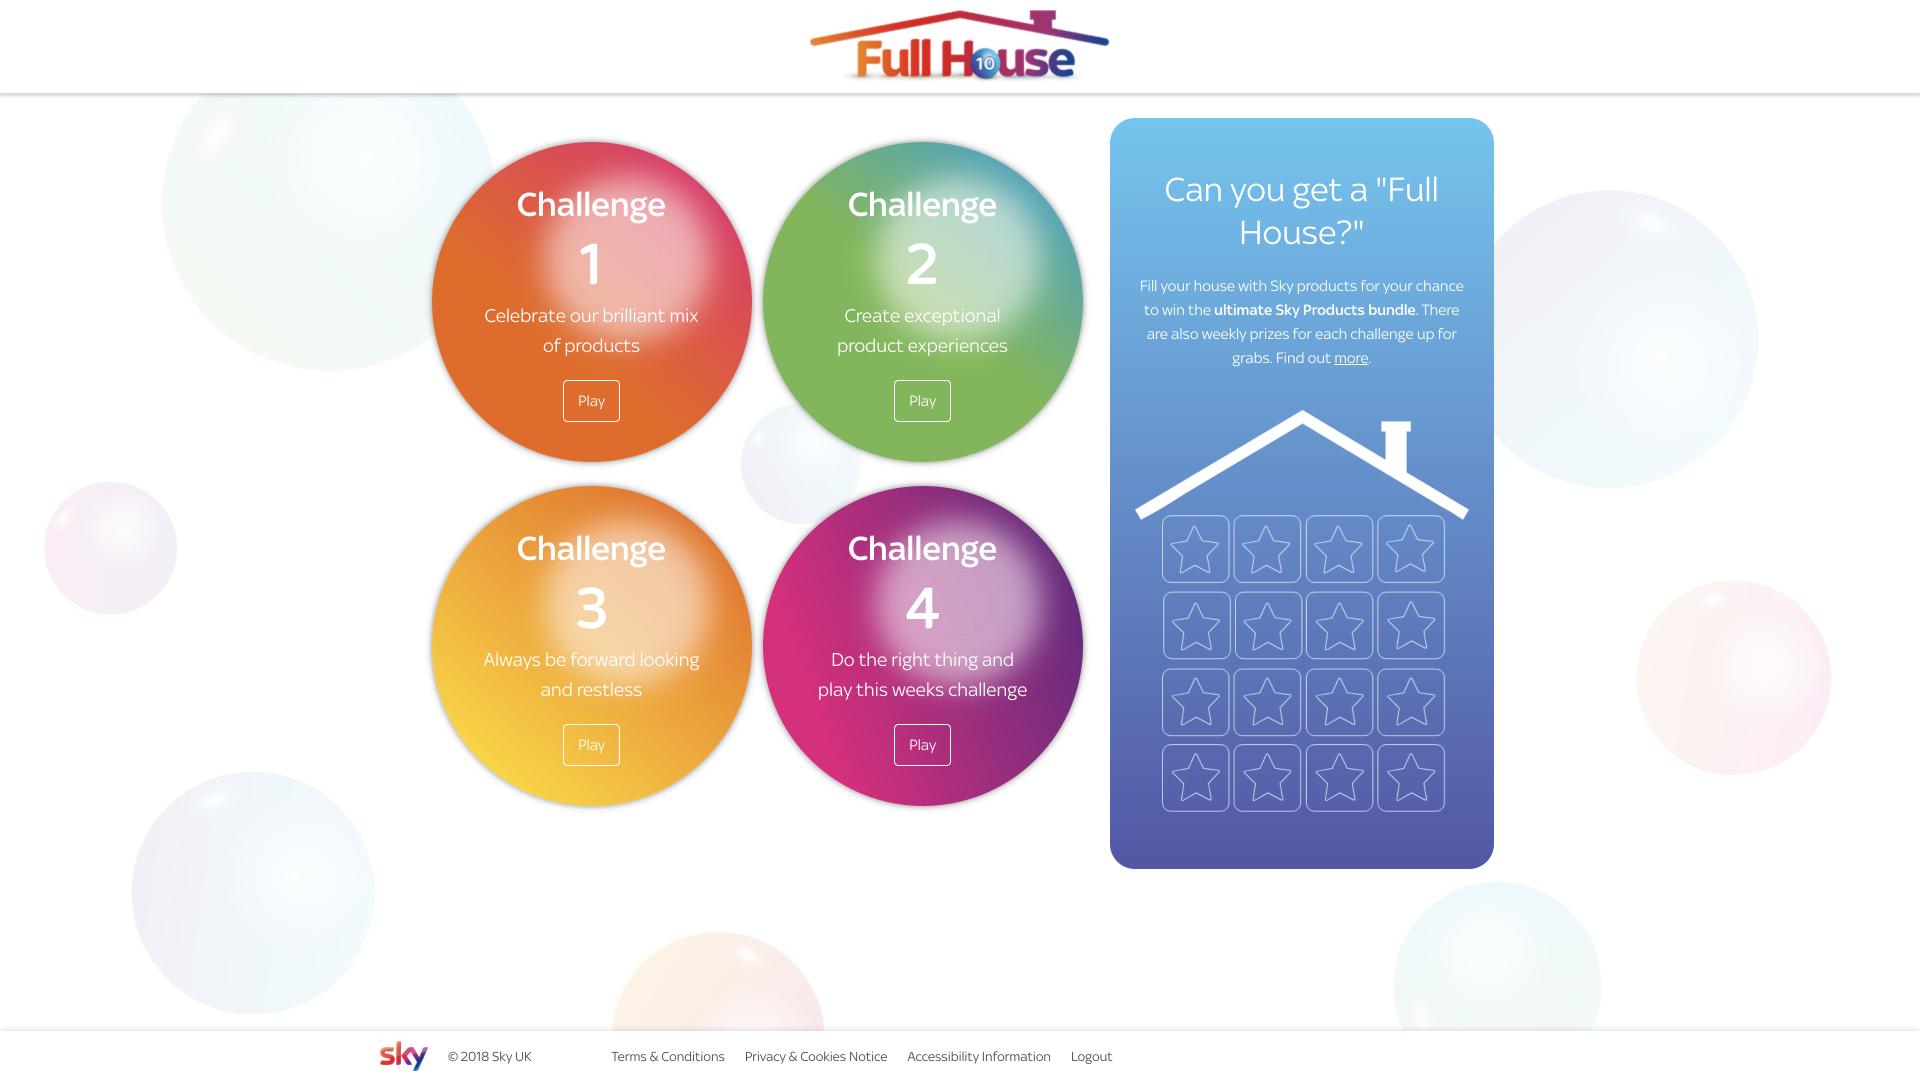 Full House
10
Challenge
1
Celebrate our brilliant mix
of products
Play
Challenge
2
Create exceptional
product experiences
Play
Challenge
3
Always be forward looking
and restless
Play
Challenge
4
Do the right thing and
play this weeks challenge
Play
Can you get a "Full
House?"
Fill your house with Sky products for your chance
to win the ultimate Sky Products bundle. There
are also weekly prizes for each challenge up for
grabs. Find out more.
sky
© 2018 Sky UK
Terms & Conditions
Privacy & Cookies Notice
Accessibility Information
Logout